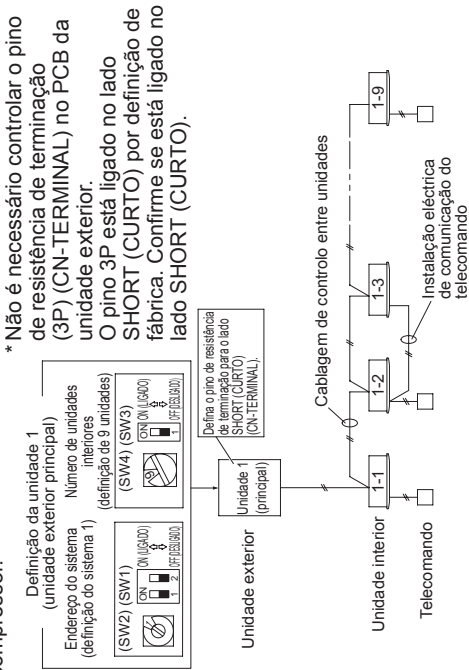 * Não é necessário controlar o pino
de resistência de terminação
(3P) (CN-TERMINAL) no PCB da
unidade exterior.
O pino 3P está ligado no lado
SHORT (CURTO) por definição de
fábrica. Confirme se está ligado no
lado SHORT (CURTO).
Definição da unidade 1
(unidade exterior principal)
Endereço do sistema
(definição do sistema 1)
(SW2) (SW1)
ON
1 2
ON (LIGADO)
OFF (DESLIGADO)
Número de unidades
interiores
(definição de 9 unidades)
(SW4) (SW3)
9
ON
1
ON (LIGADO)
OFF (DESLIGADO)
Unidade exterior
Unidade 1
(principal)
Defina o pino de resistência
de terminação para o lado
SHORT (CURTO)
(CN-TERMINAL).
Cablagem de controlo entre unidades
Unidade interior
1-1
1-2
1-3
1-9
Telecomando
Instalação eléctrica
de comunicação do
telecomando